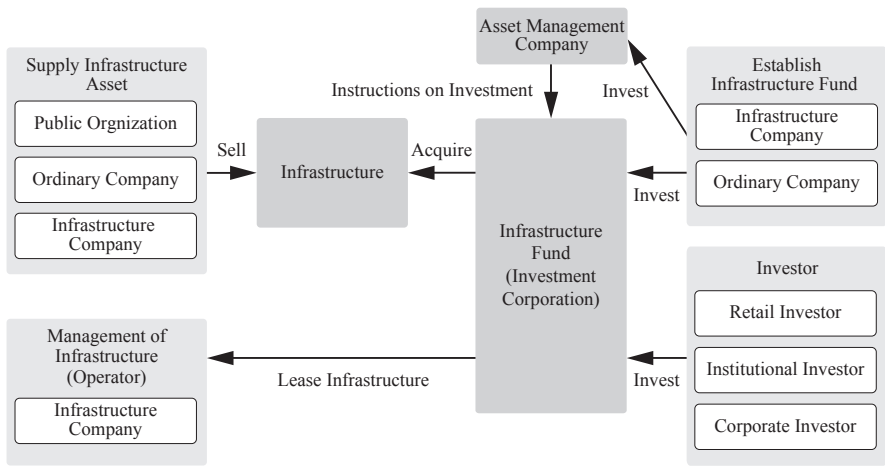 Supply Infrastructure
Asset
Public Orgnization
Ordinary Company
Infrastructure
Company
Sell
Infrastructure
Acquire
Asset Management
Company
Instructions on Investment
Invest
Establish
Infrastructure Fund
Infrastructure
Company
Ordinary Company
Invest
Infrastructure
Fund
(Investment
Corporation)
Investor
Retail Investor
Institutional Investor
Corporate Investor
Invest
Management of
Infrastructure
(Operator)
Infrastructure
Company
Lease Infrastructure